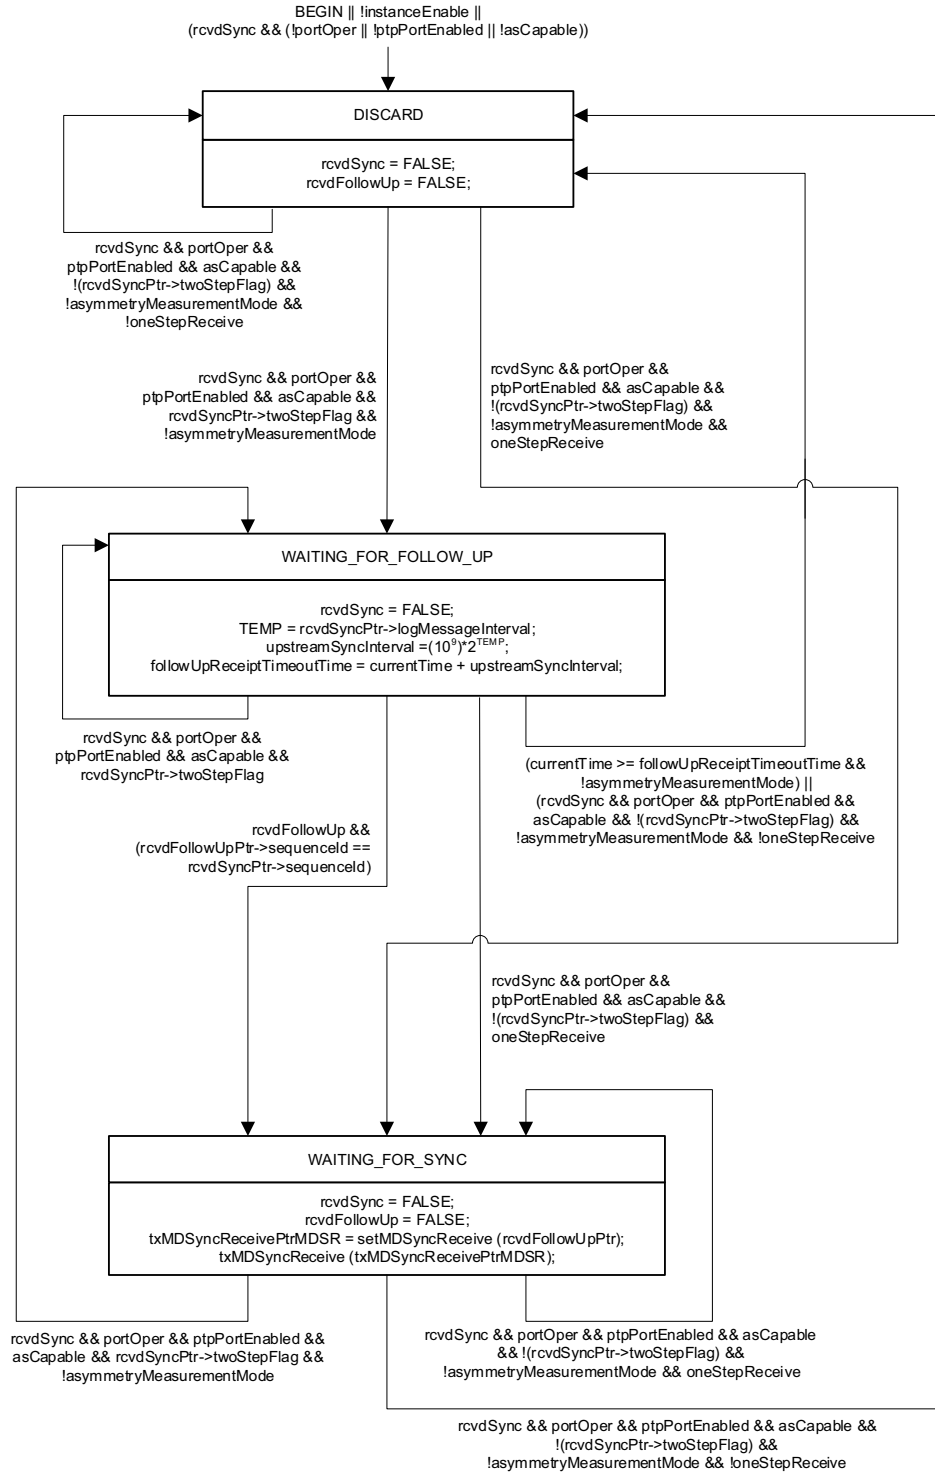 BEGIN || !instanceEnable ||
(rcvdSync && (!portOper || !ptpPortEnabled || !asCapable))
DISCARD
rcvdSync = FALSE;
rcvdFollowUp = FALSE;
rcvdSync && portOper &&
ptpPortEnabled && asCapable &&
!(rcvdSyncPtr->twoStepFlag) &&
!asymmetryMeasurementMode &&
!oneStepReceive
rcvdSync && portOper &&
ptpPortEnabled && asCapable &&
rcvdSyncPtr->twoStepFlag &&
!asymmetryMeasurementMode
rcvdSync && portOper &&
ptpPortEnabled && asCapable &&
!(rcvdSyncPtr->twoStepFlag) &&
!asymmetryMeasurementMode &&
oneStepReceive
WAITING_FOR_FOLLOW_UP
rcvdSync = FALSE;
TEMP = rcvdSyncPtr->logMessageInterval;
upstreamSyncInterval =(10⁹)*2ᵀᴱᴹᴾ;
followUpReceiptTimeoutTime = currentTime + upstreamSyncInterval;
rcvdSync && portOper &&
ptpPortEnabled && asCapable &&
rcvdSyncPtr->twoStepFlag
(currentTime >= followUpReceiptTimeoutTime &&
!asymmetryMeasurementMode) ||
(rcvdSync && portOper && ptpPortEnabled &&
asCapable && !(rcvdSyncPtr->twoStepFlag) &&
!asymmetryMeasurementMode && !oneStepReceive
rcvdFollowUp &&
(rcvdFollowUpPtr->sequenceId ==
rcvdSyncPtr->sequenceId)
rcvdSync && portOper &&
ptpPortEnabled && asCapable &&
!(rcvdSyncPtr->twoStepFlag) &&
oneStepReceive
WAITING_FOR_SYNC
rcvdSync = FALSE;
rcvdFollowUp = FALSE;
txMDSyncReceivePtrMDSR = setMDSyncReceive (rcvdFollowUpPtr);
txMDSyncReceive (txMDSyncReceivePtrMDSR);
rcvdSync && portOper && ptpPortEnabled &&
asCapable && rcvdSyncPtr->twoStepFlag &&
!asymmetryMeasurementMode
rcvdSync && portOper && ptpPortEnabled && asCapable
&& !(rcvdSyncPtr->twoStepFlag) &&
!asymmetryMeasurementMode && oneStepReceive
rcvdSync && portOper && ptpPortEnabled && asCapable &&
!(rcvdSyncPtr->twoStepFlag) &&
!asymmetryMeasurementMode && !oneStepReceive